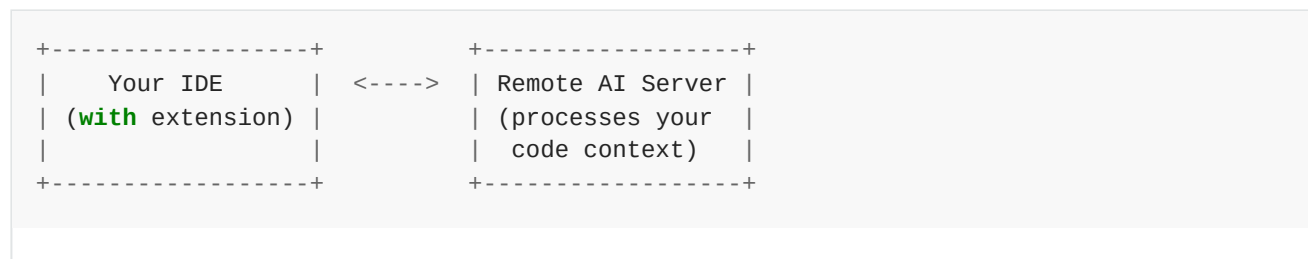 +------------------+          +------------------+
|    Your IDE      |  <---->  | Remote AI Server |
| (with extension) |          | (processes your  |
|                  |          |  code context)   |
+------------------+          +------------------+